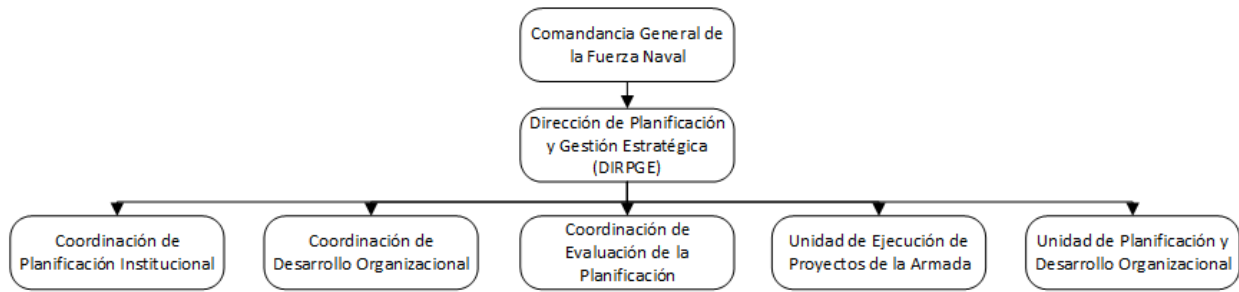 Comandancia General de
la Fuerza Naval
Dirección de Planificación
y Gestión Estratégica
(DIRPGE)
Coordinación de
Planificación Institucional
Coordinación de
Desarrollo Organizacional
Coordinación de
Evaluación de la
Planificación
Unidad de Ejecución de
Proyectos de la Armada
Unidad de Planificación y
Desarrollo Organizacional